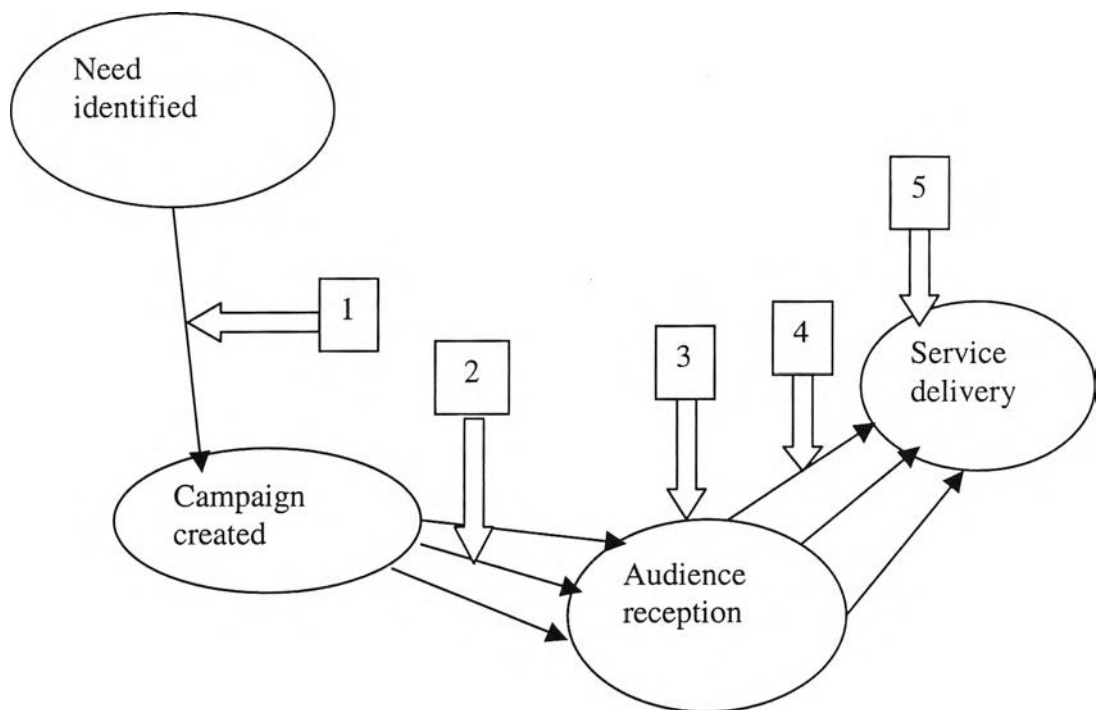 Need
identified
1
Campaign
created
2
3
Audience
reception
4
5
Service
delivery